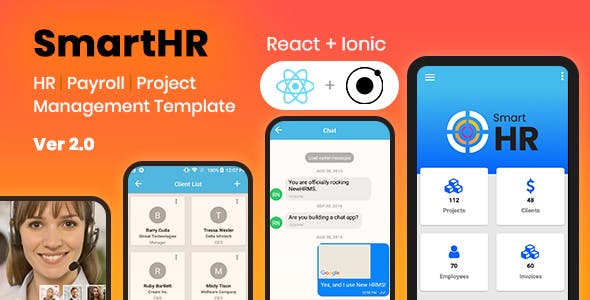 SmartHR
HR | Payroll | Project
Management Template
Ver 2.0
React + Ionic
+
Client List
+
B
Barry Cuda
Global Technologies
Manager
T
Tressa Wexler
Delta Infotech
CEO
R
Ruby Bartlett
Cream Inc
CEO
M
Misty Tison
Wellware Company
CEO
Chat
Load earlier messages
RN
You are officially rocking
NewHRMS.
RN
Are you building a chat app?
Google
Yes, and I use New HRMS!
Smart
HR
112
Projects
$
48
Clients
70
Employees
60
Invoices